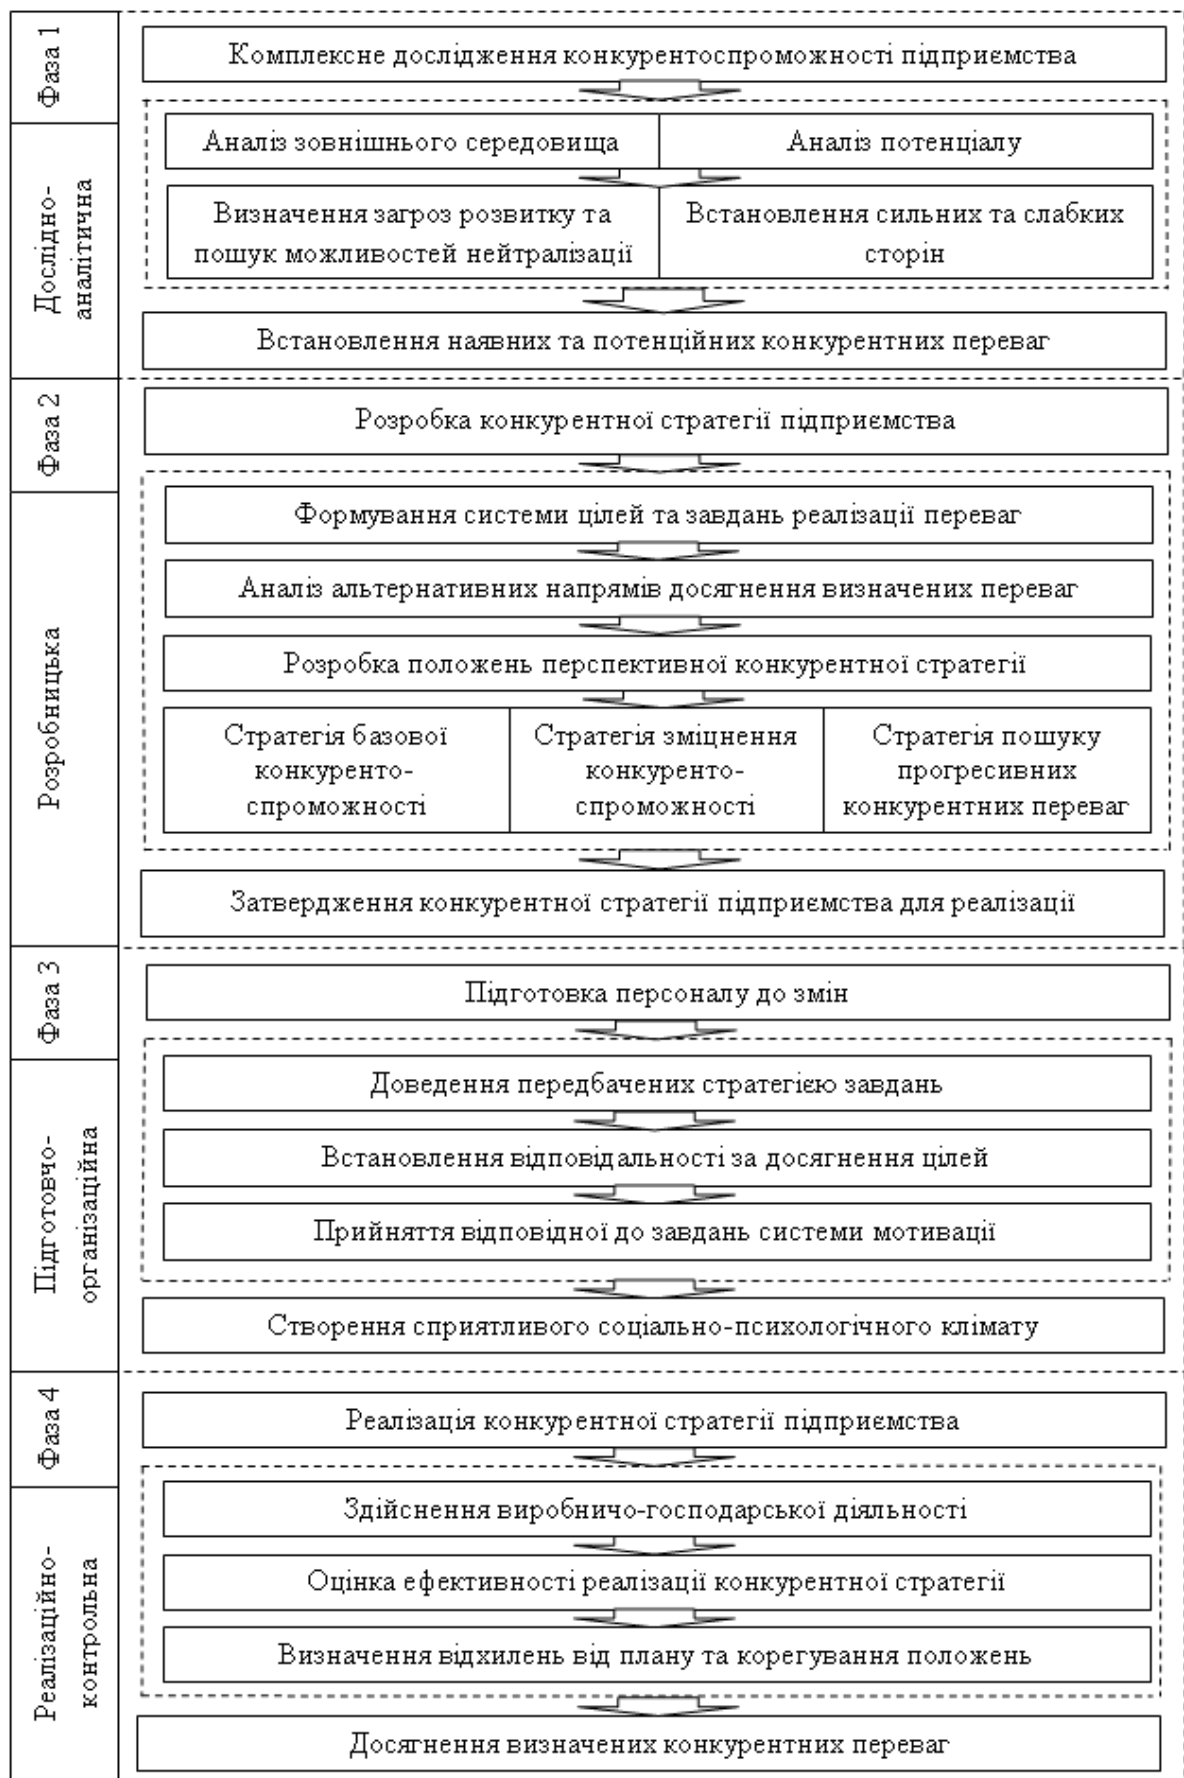 Фаза 1
Дослідно-
аналітична
Комплексне дослідження конкурентоспроможності підприємства
Аналіз зовнішнього середовища
Аналіз потенціалу
Визначення загроз розвитку та
пошук можливостей нейтралізації
Встановлення сильних та слабких
сторін
Встановлення наявних та потенційних конкурентних переваг
Фаза 2
Розробницька
Розробка конкурентної стратегії підприємства
Формування системи цілей та завдань реалізації переваг
Аналіз альтернативних напрямів досягнення визначених переваг
Розробка положень перспективної конкурентної стратегії
Стратегія базової
конкуренто-
спроможності
Стратегія зміцнення
конкуренто-
спроможності
Стратегія пошуку
прогресивних
конкурентних переваг
Затвердження конкурентної стратегії підприємства для реалізації
Фаза 3
Підготовчо-
організаційна
Підготовка персоналу до змін
Доведення передбачених стратегією завдань
Встановлення відповідальності за досягнення цілей
Прийняття відповідної до завдань системи мотивації
Створення сприятливого соціально-психологічного клімату
Фаза 4
Реалізаційно-
контрольна
Реалізація конкурентної стратегії підприємства
Здійснення виробничо-господарської діяльності
Оцінка ефективності реалізації конкурентної стратегії
Визначення відхилень від плану та корегування положень
Досягнення визначених конкурентних переваг